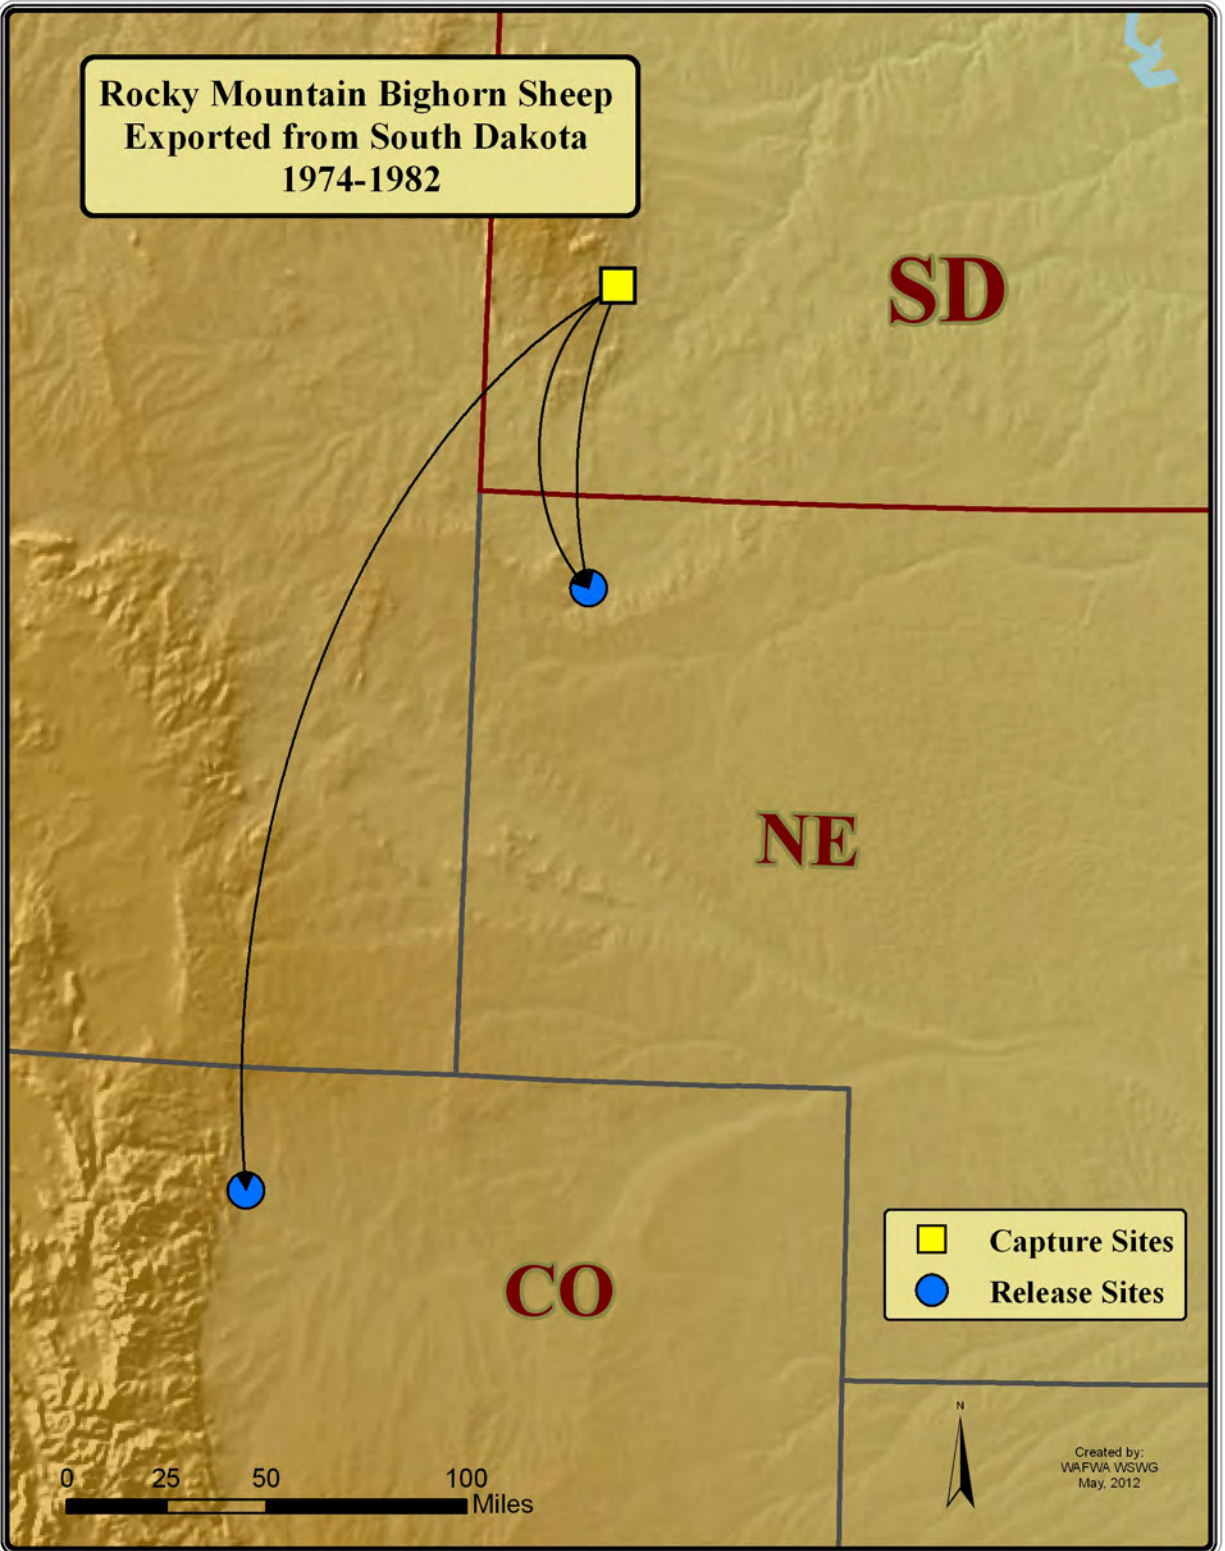 Rocky Mountain Bighorn Sheep
Exported from South Dakota
1974-1982
SD
NE
CO
Capture Sites
Release Sites
N
Created by:
WAFWA WSWG
May, 2012
0 25 50 100
Miles